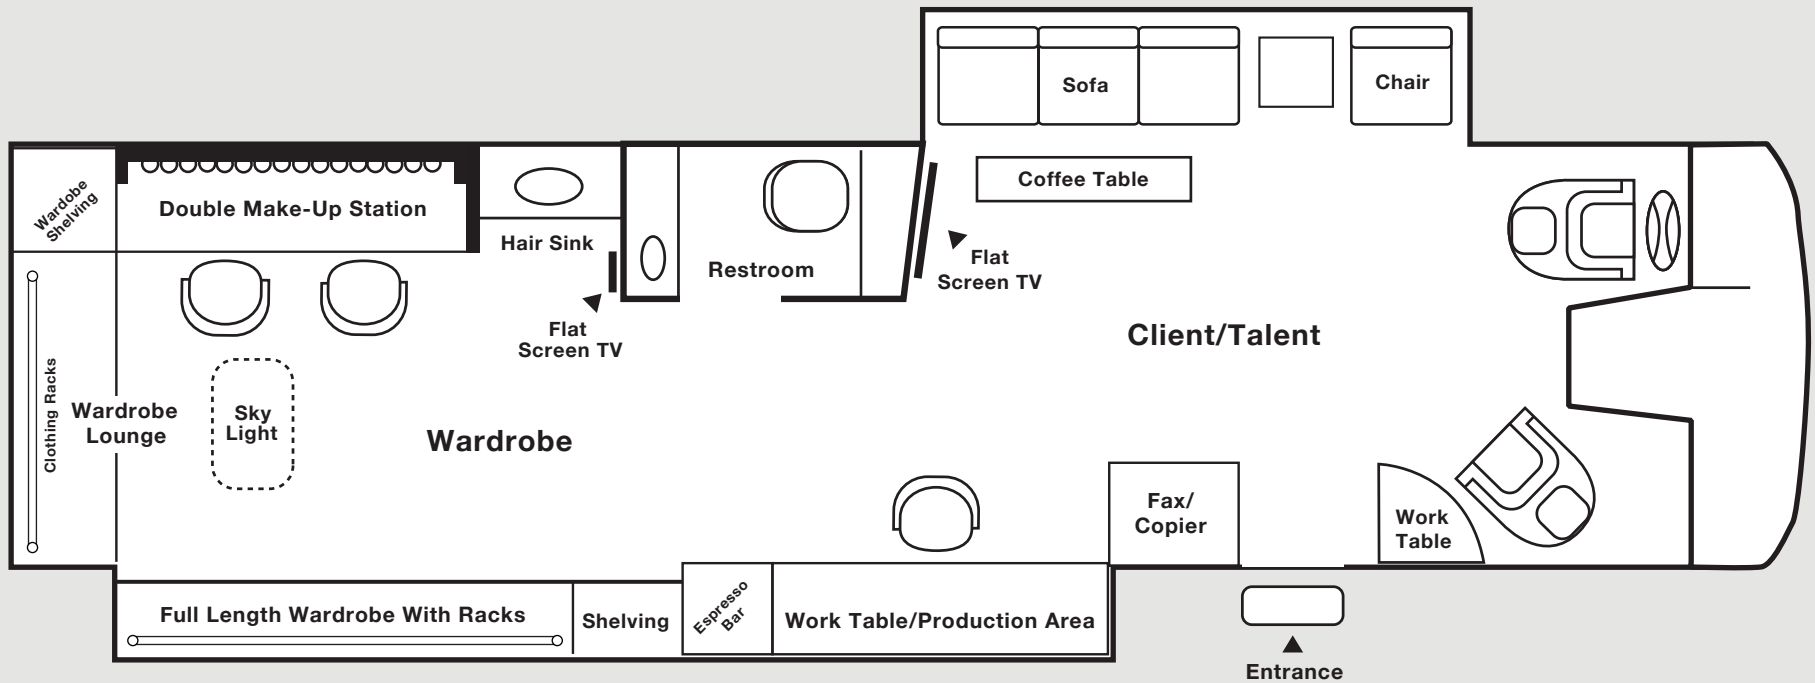 Sofa
Chair
Coffee Table
Wardobe
Shelving
Double Make-Up Station
Hair Sink
Restroom
Flat
Screen TV
Flat
Screen TV
Client/Talent
Clothing Racks
Wardrobe
Lounge
Sky
Light
Wardrobe
Fax/
Copier
Work
Table
Full Length Wardrobe With Racks
Shelving
Espresso
Bar
Work Table/Production Area
Entrance